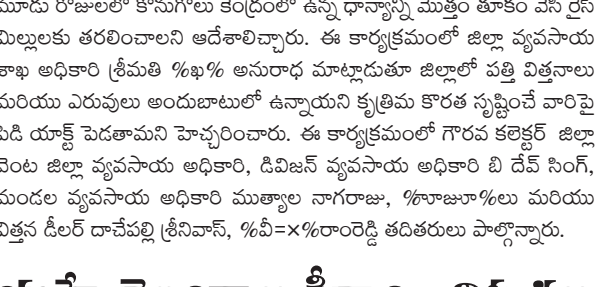 మూడు రోజులలో కొనుగోలు కేంద్రంలో ఉన్న ధాన్యాన్ని మొత్తం తూకం వేసి రైస్
మిల్లులకు తరలించాలని ఆదేశాలిచ్చారు. ఈ కార్యక్రమంలో జిల్లా వ్యవసాయ
శాఖ అధికారి శ్రీమతి %ఖ% అనురాధ మాట్లాడుతూ జిల్లాలో పత్తి విత్తనాలు
మరియు ఎరువులు అందుబాటులో ఉన్నాయని కృత్రిమ కొరత సృష్టించే వారిపై
పిడి యాక్ట్ పెడతామని హెచ్చరించారు. ఈ కార్యక్రమంలో గౌరవ కలెక్టర్ జిల్లా
వెంట జిల్లా వ్యవసాయ అధికారి, డివిజన్ వ్యవసాయ అధికారి బి దేవ్ సింగ్,
మండల వ్యవసాయ అధికారి ముత్యాల నాగరాజు, %ూజూ%లు మరియు
విత్తన డీలర్ దాచేపల్లి శ్రీనివాస్, %వీ=×%రాంరెడ్డి తదితరులు పాల్గొన్నారు.